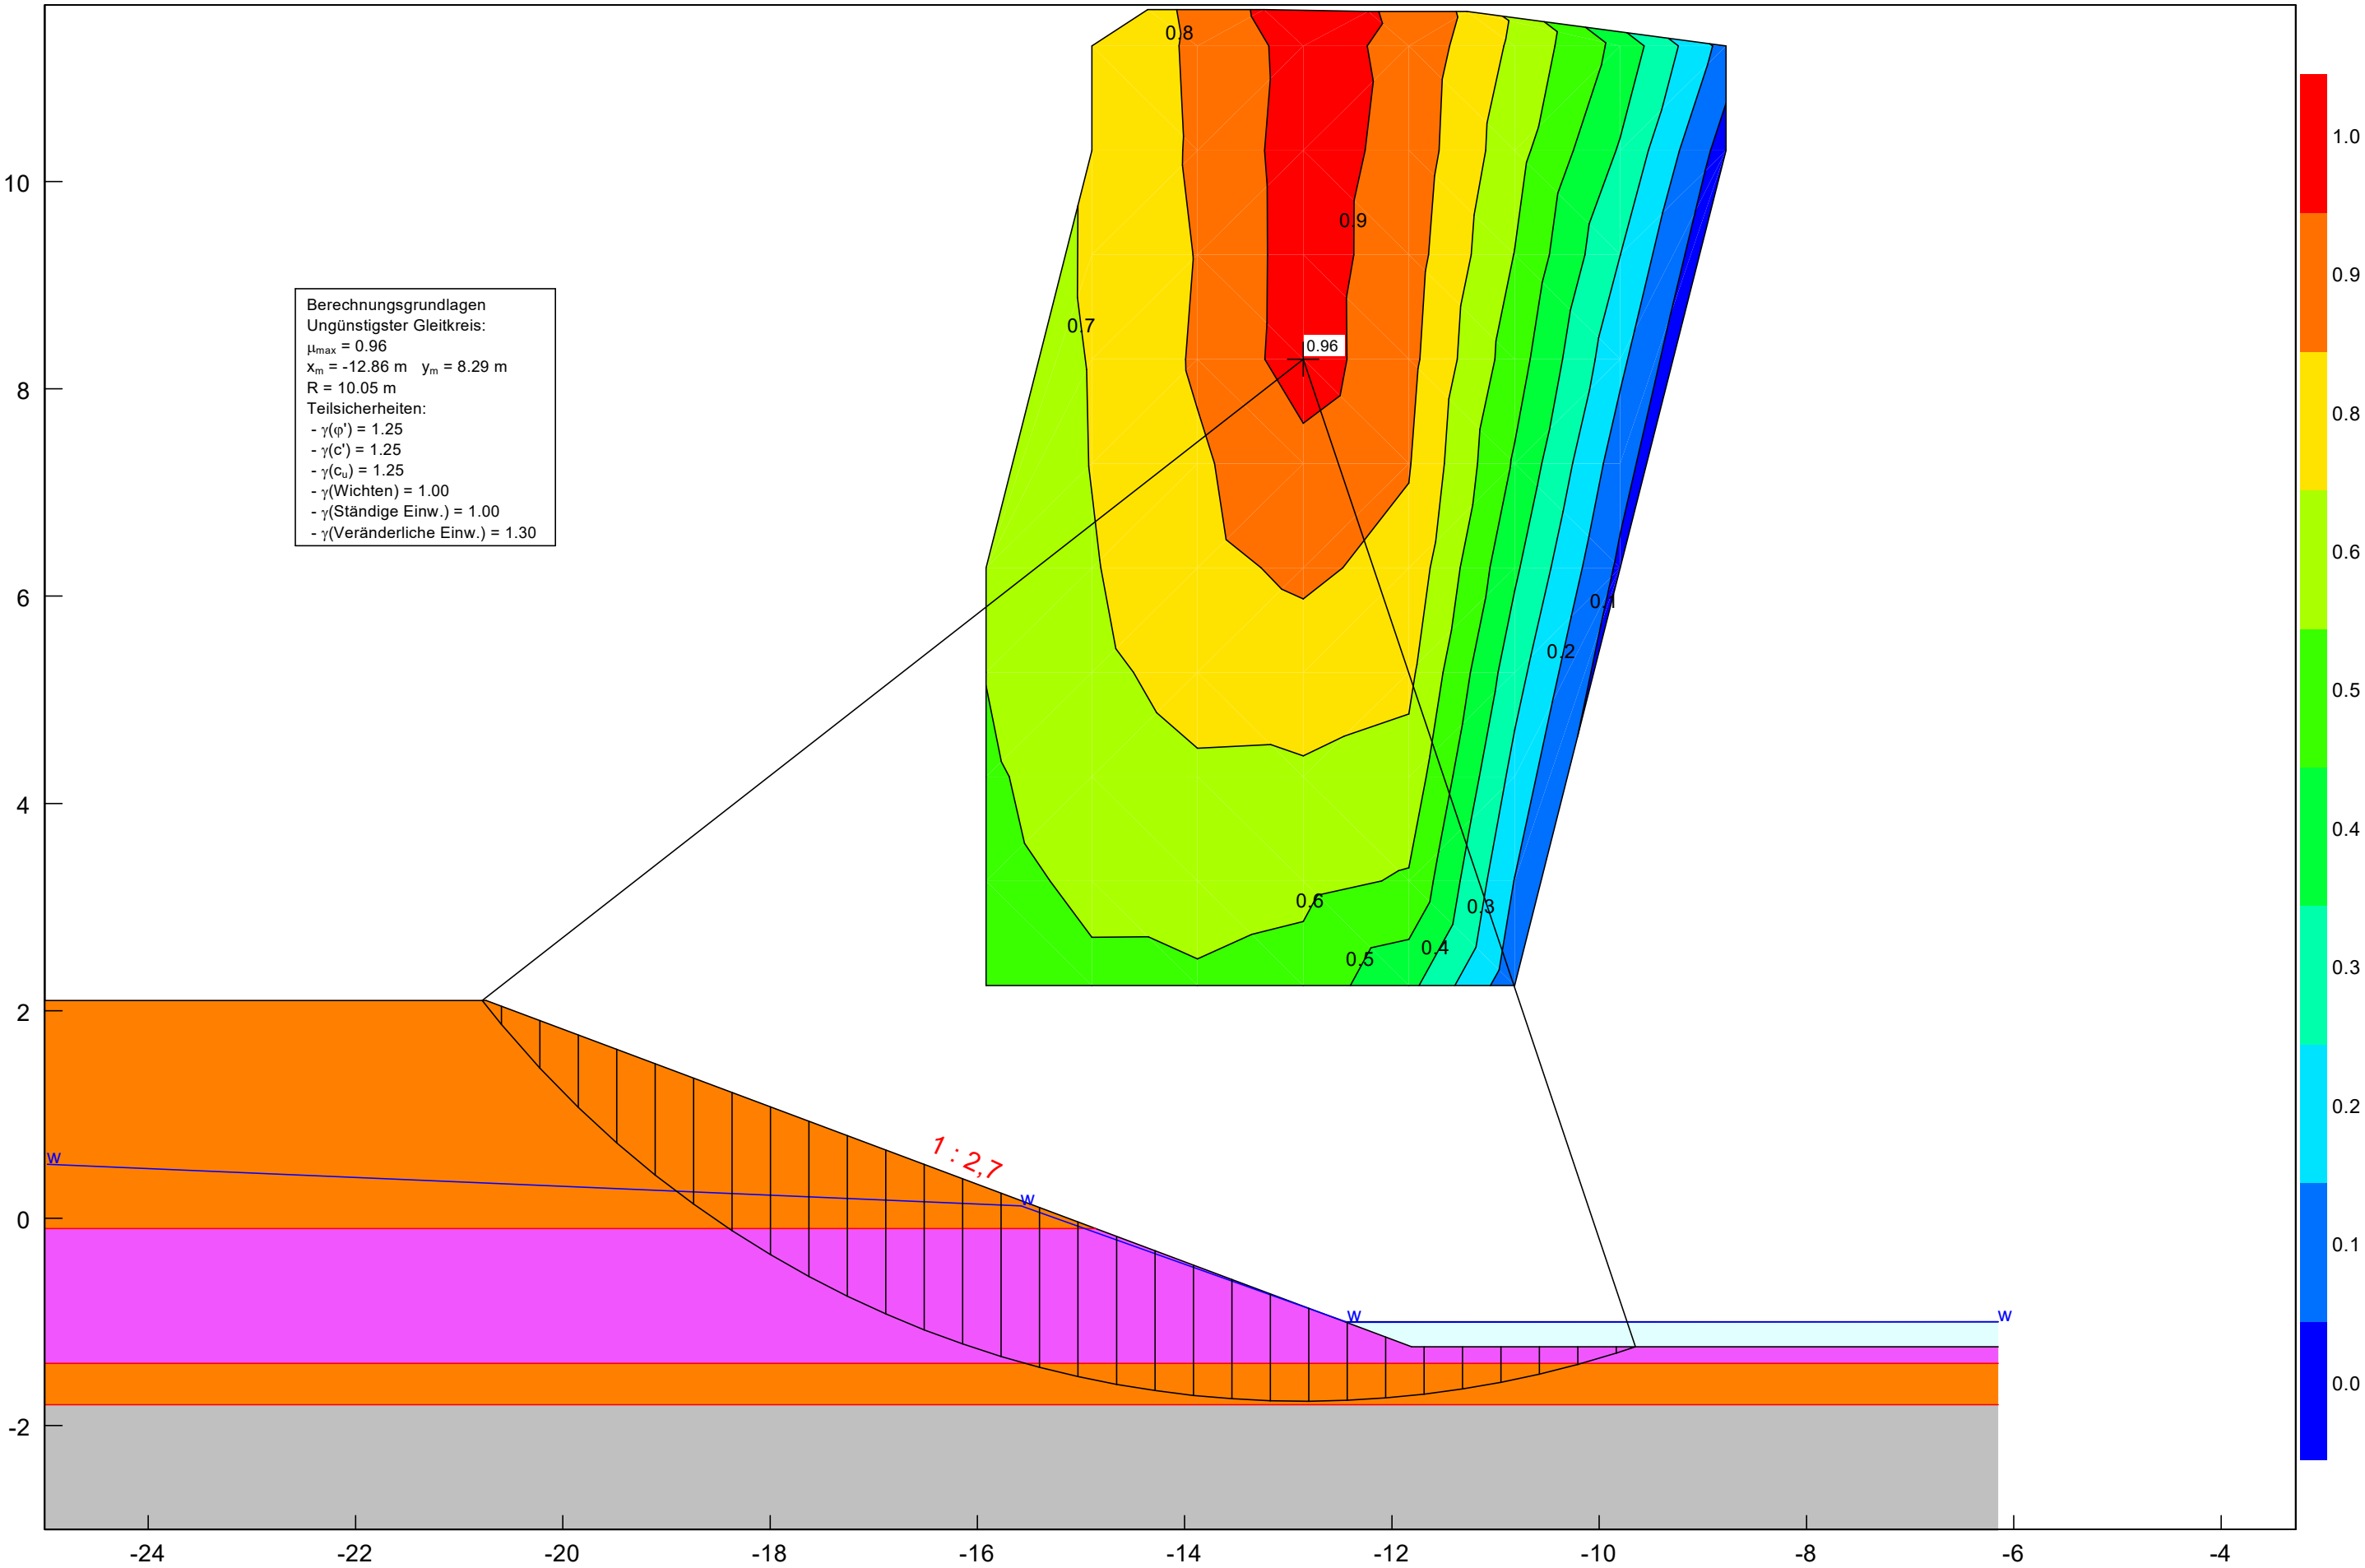 0.8
10
0.9
8
0.7
0.96
Berechnungsgrundlagen
Ungünstigster Gleitkreis:
μmax = 0.96
xm = -12.86 m ym = 8.29 m
R = 10.05 m
Teilsicherheiten:
- γ(φ') = 1.25
- γ(c') = 1.25
- γ(cu) = 1.25
- γ(Wichten) = 1.00
- γ(Ständige Einw.) = 1.00
- γ(Veränderliche Einw.) = 1.30
6
0.1
0.2
4
0.6
0.3
0.4
0.5
2
1 : 2,7
w
w
0
w
w
-2
-24
-22
-20
-18
-16
-14
-12
-10
-8
-6
-4
1.0
0.9
0.8
0.6
0.5
0.4
0.3
0.2
0.1
0.0